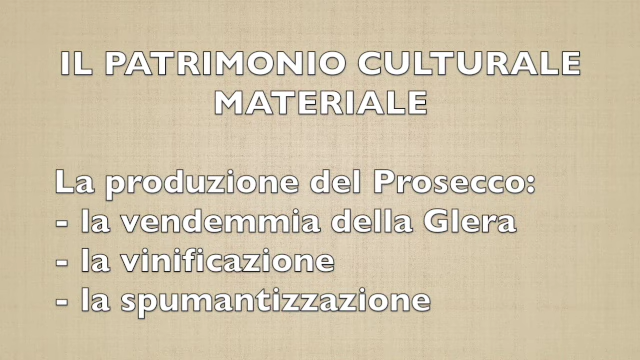 IL PATRIMONIO CULTURALE
MATERIALE
La produzione del Prosecco:
- la vendemmia della Glera
- la vinificazione
- la spumantizzazione